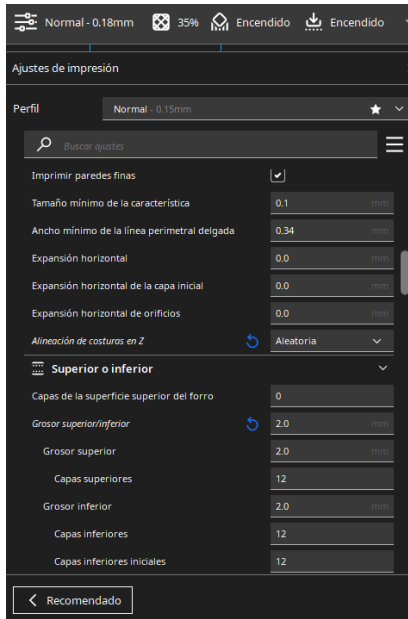 Normal - 0.18mm 35% Encendido Encendido
Ajustes de impresión
Perfil Normal - 0.15mm
Buscar ajustes
Imprimir paredes finas
Tamaño mínimo de la característica 0.1 mm
Ancho mínimo de la línea perimetral delgada 0.34 mm
Expansión horizontal 0.0 mm
Expansión horizontal de la capa inicial 0.0 mm
Expansión horizontal de orificios 0.0 mm
Alineación de costuras en Z Aleatoria
Superior o inferior
Capas de la superficie superior del forro 0
Grosor superior/inferior 2.0 mm
Grosor superior 2.0 mm
Capas superiores 12
Grosor inferior 2.0 mm
Capas inferiores 12
Capas inferiores iniciales 12
Recomendado